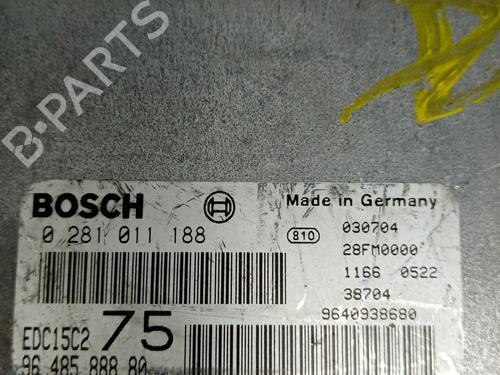 B-PARTS
BOSCH
Made in Germany
0 281 011 188
810
030704
28FM0000
1166 0522
38704
9640938680
EDC15C2 75
96 485 888 80